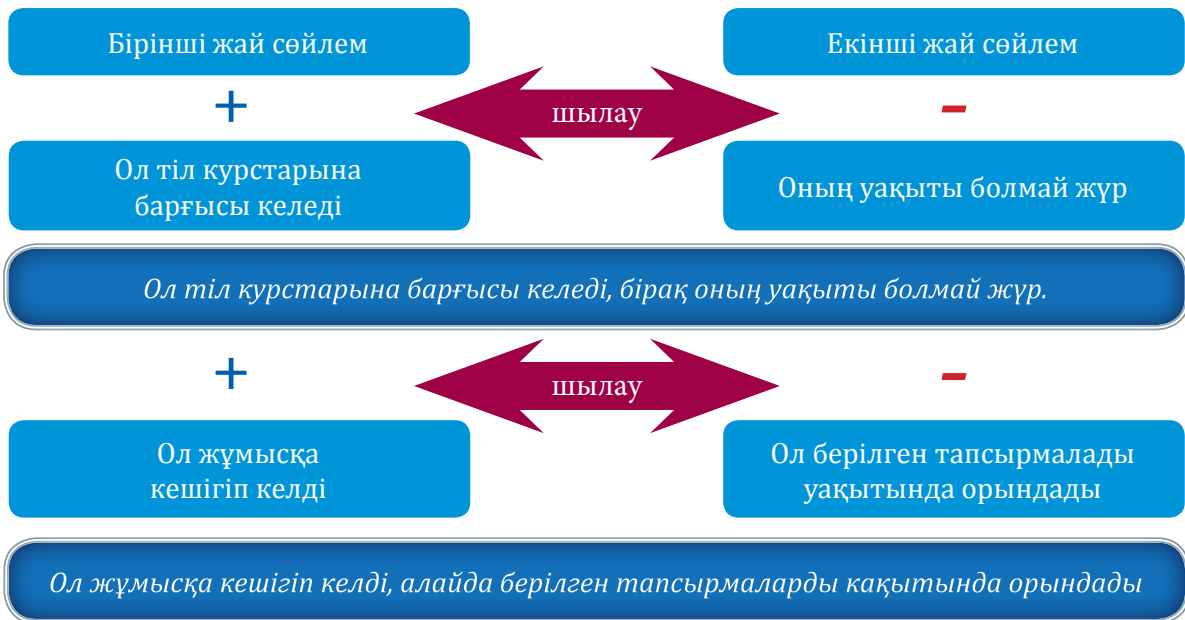 Бірінші жай сөйлем
Екінші жай сөйлем
+
шылау
–
Ол тіл курстарына
барғысы келеді
Оның уақыты болмай жүр
Ол тіл курстарына барғысы келеді, бірақ оның уақыты болмай жүр.
+
шылау
–
Ол жұмысқа
кешігіп келді
Ол берілген тапсырмалады
уақытында орындады
Ол жұмысқа кешігіп келді, алайда берілген тапсырмаларды кақытында орындады